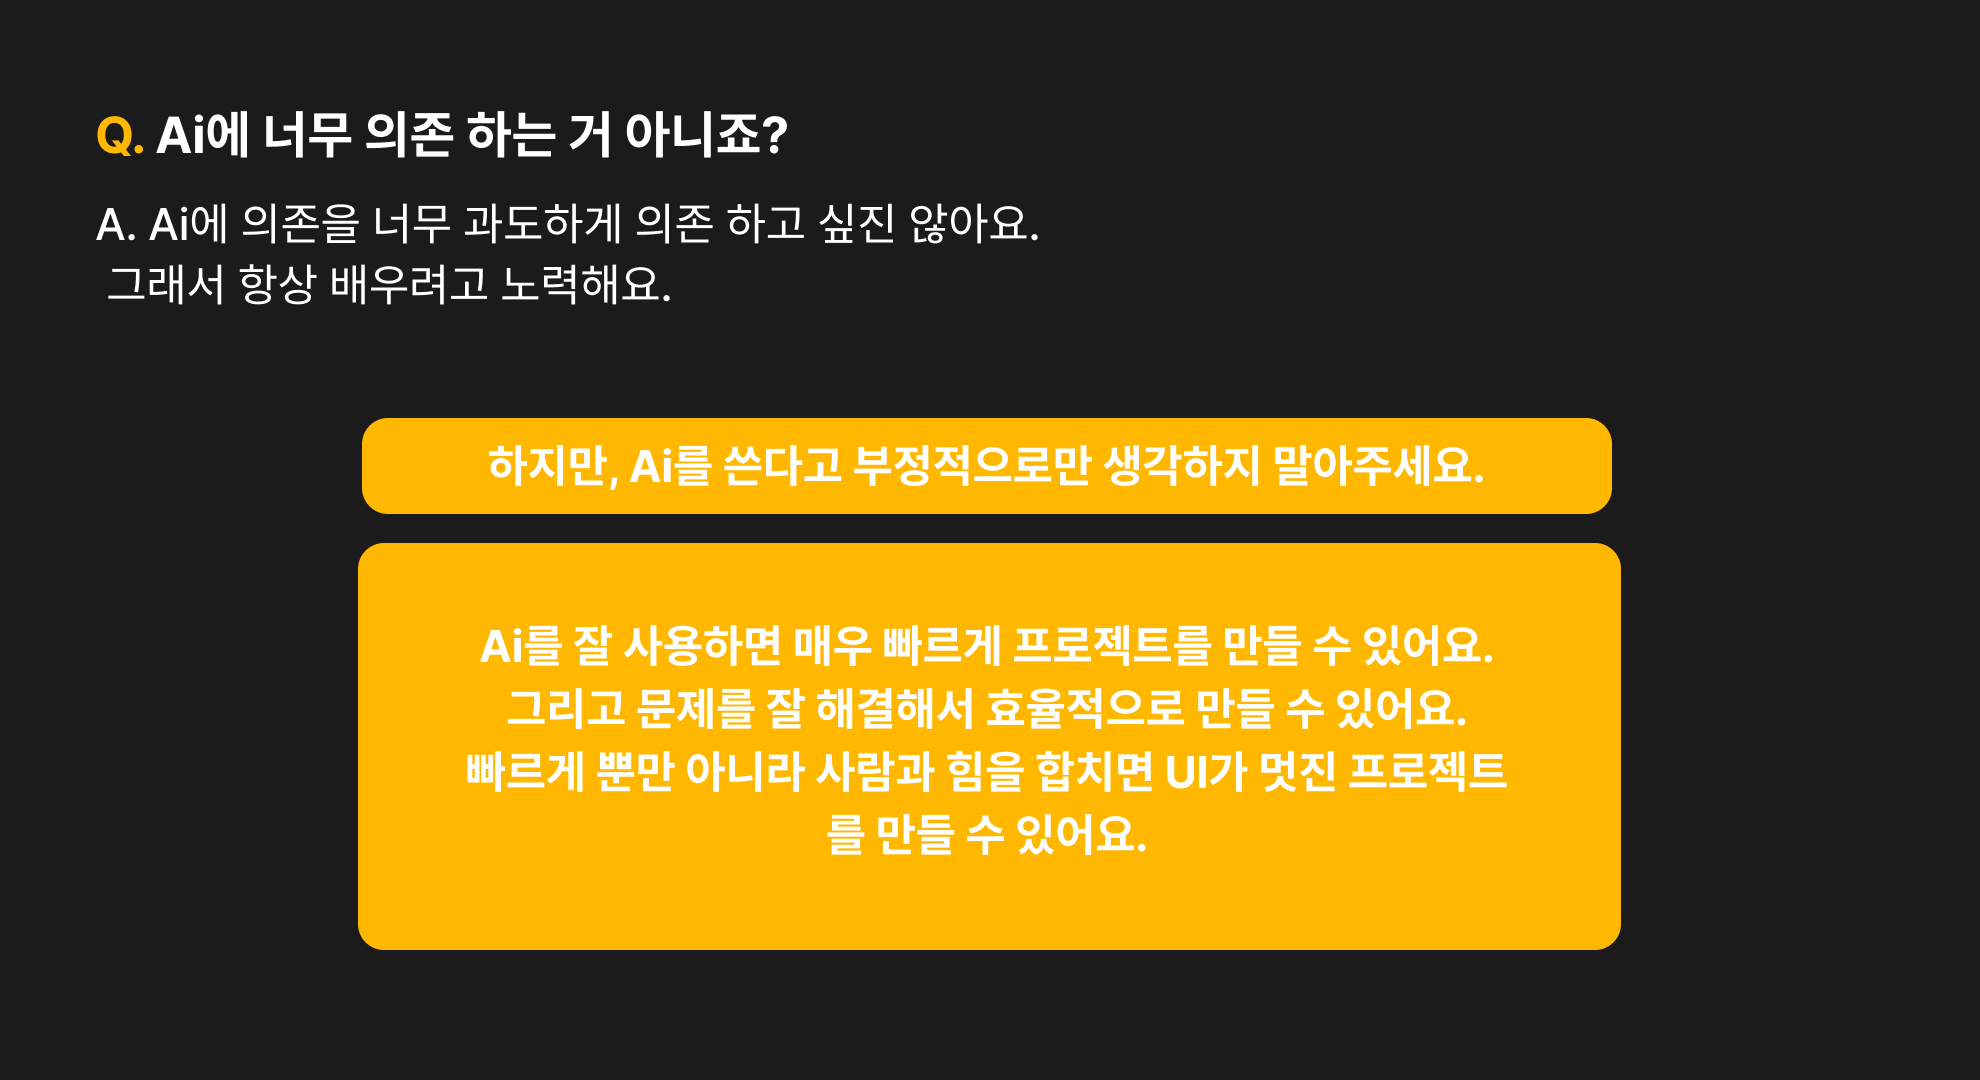 Q. Ai에 너무 의존 하는 거 아니죠?
A. Ai에 의존을 너무 과도하게 의존 하고 싶진 않아요.
그래서 항상 배우려고 노력해요.
하지만, Ai를 쓴다고 부정적으로만 생각하지 말아주세요.
Ai를 잘 사용하면 매우 빠르게 프로젝트를 만들 수 있어요.
그리고 문제를 잘 해결해서 효율적으로 만들 수 있어요.
빠르게 뿐만 아니라 사람과 힘을 합치면 UI가 멋진 프로젝트
를 만들 수 있어요.